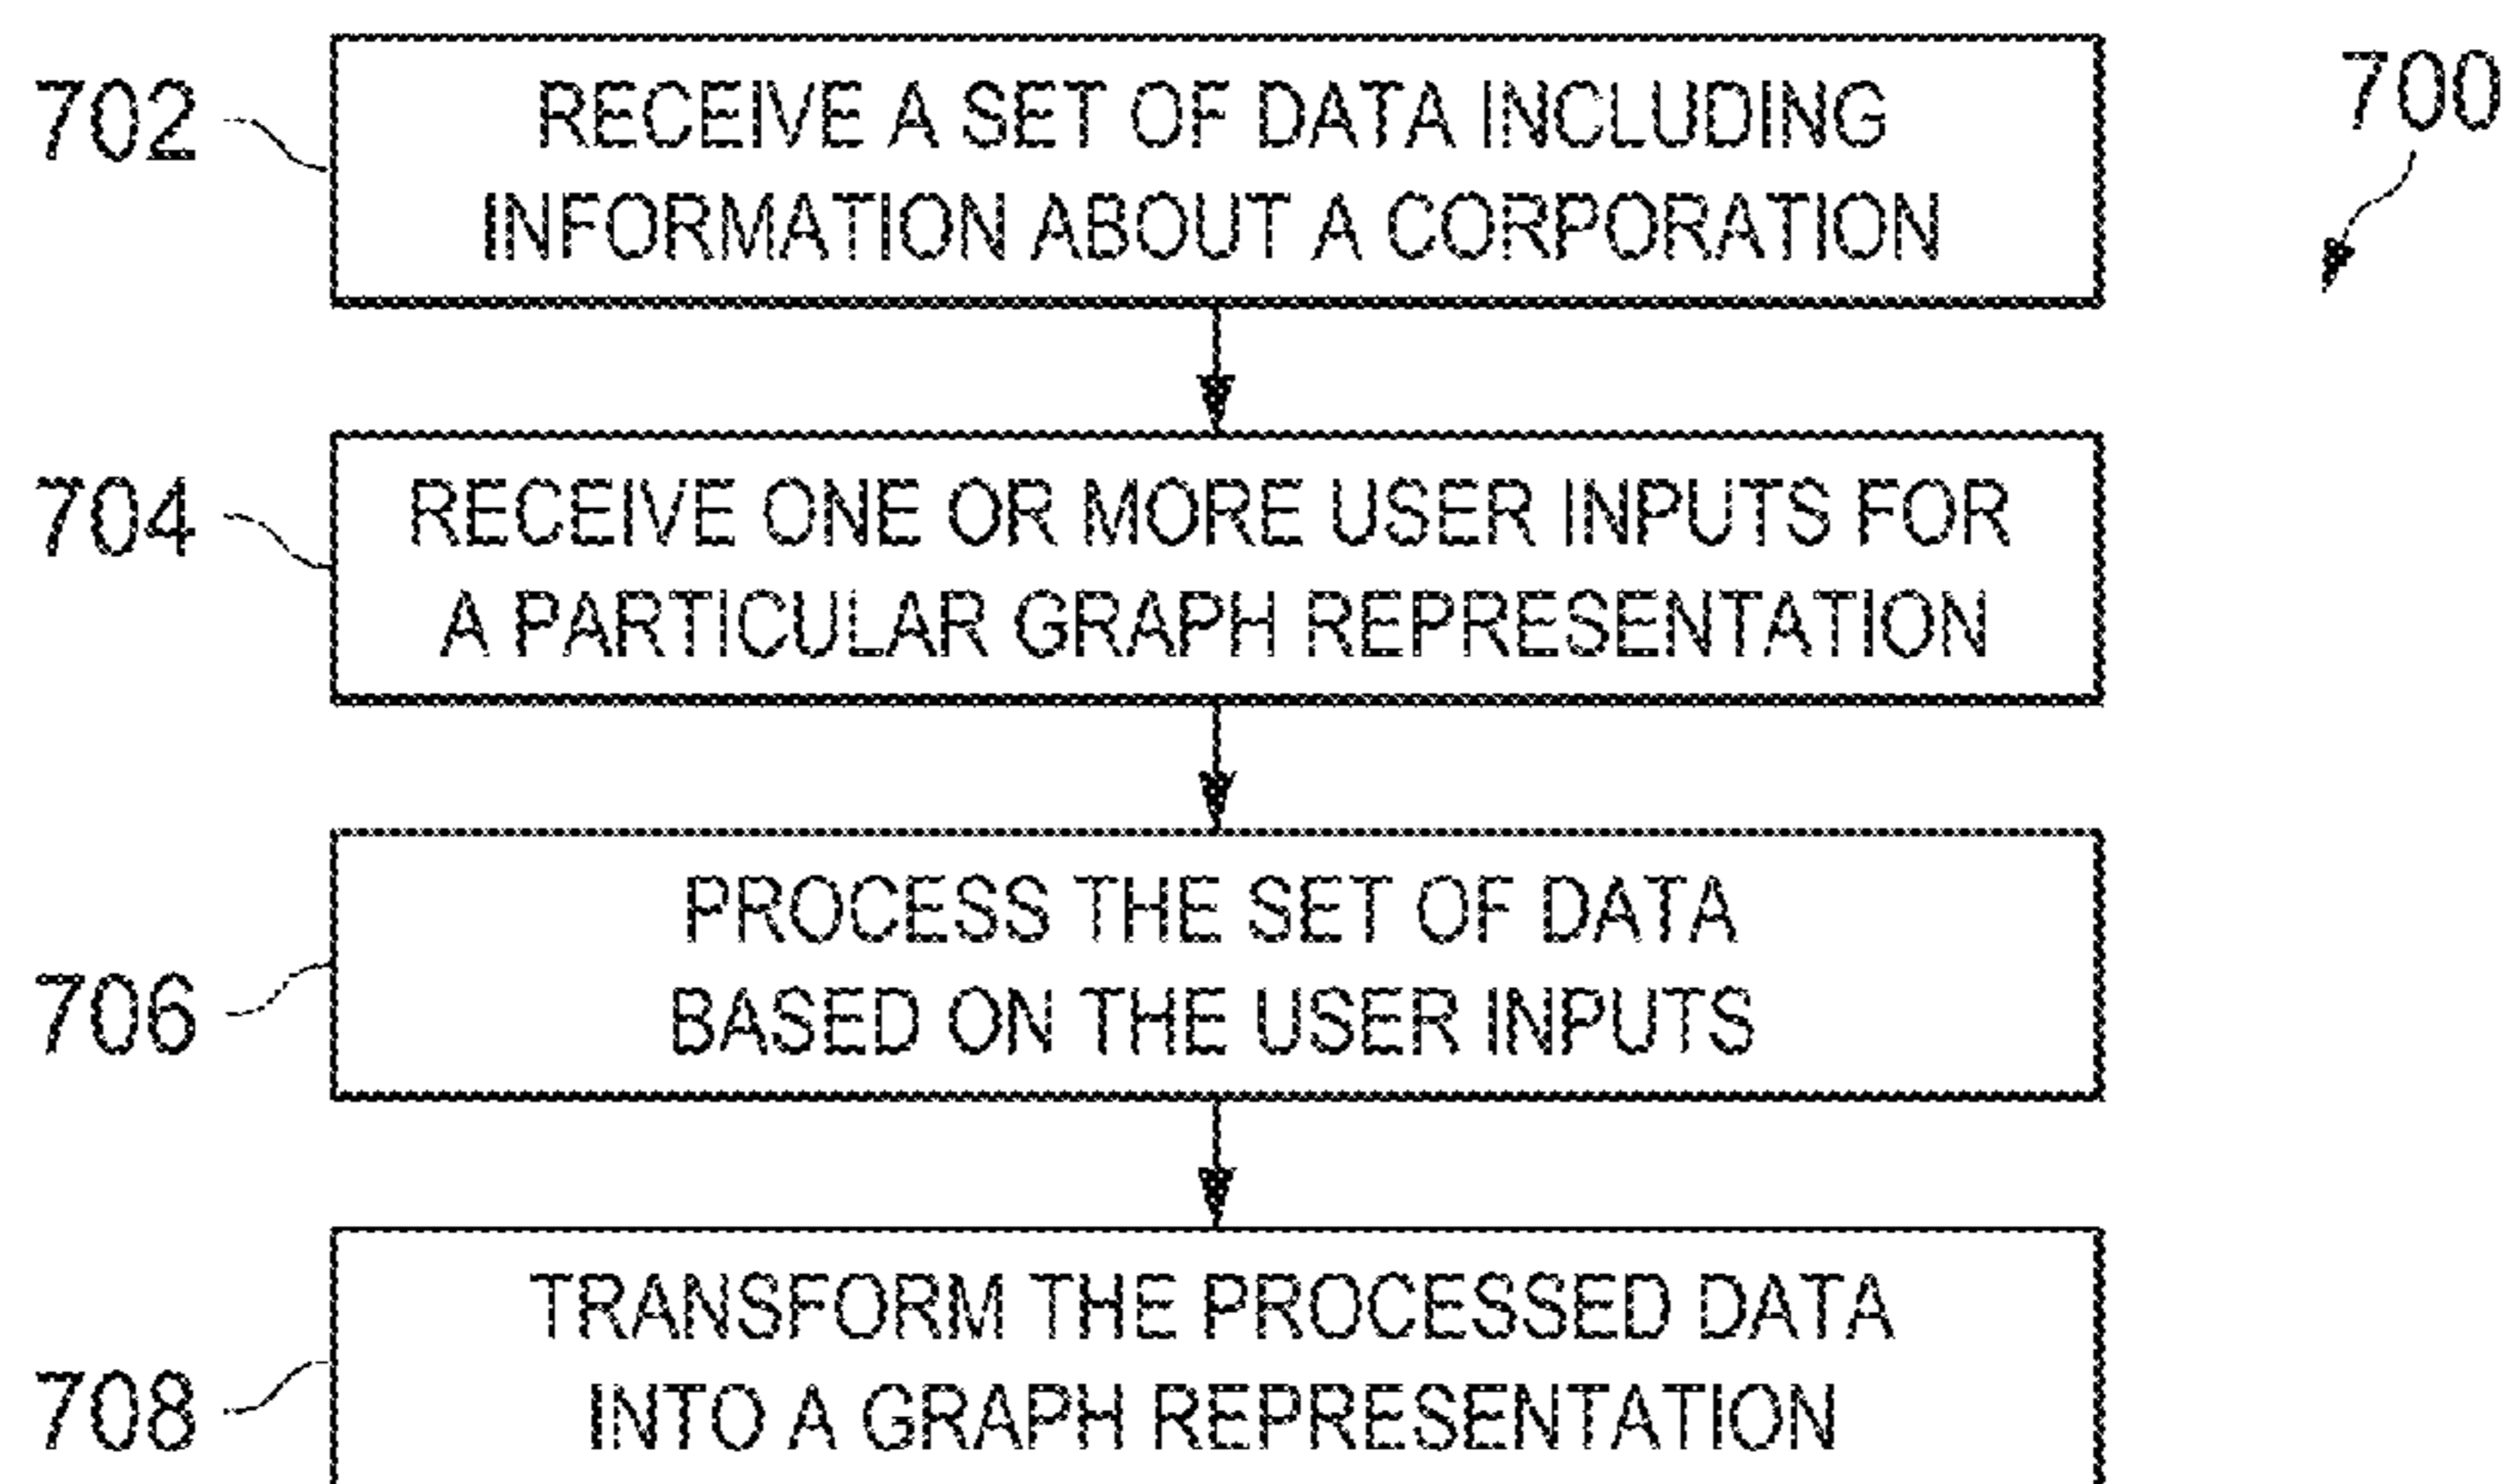 702
RECEIVE A SET OF DATA INCLUDING
INFORMATION ABOUT A CORPORATION
700
704
RECEIVE ONE OR MORE USER INPUTS FOR
A PARTICULAR GRAPH REPRESENTATION
706
PROCESS THE SET OF DATA
BASED ON THE USER INPUTS
708
TRANSFORM THE PROCESSED DATA
INTO A GRAPH REPRESENTATION